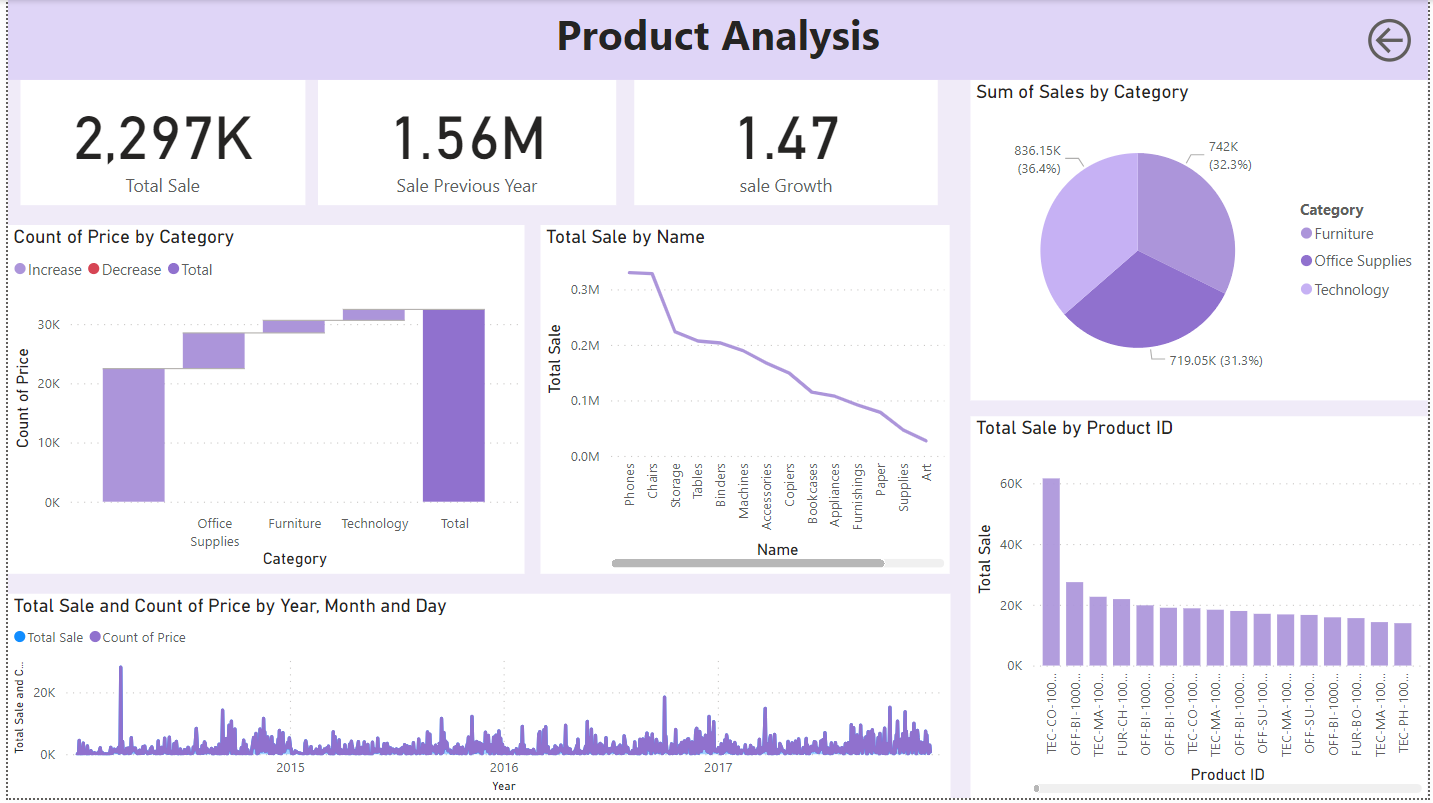 Product Analysis
2,297K
Total Sale
1.56M
Sale Previous Year
1.47
sale Growth
Sum of Sales by Category
836.15K
(36.4%)
742K
(32.3%)
719.05K (31.3%)
Category
Furniture
Office Supplies
Technology
Count of Price by Category
Increase Decrease Total
Count of Price
30K
20K
10K
0K
Office
Supplies
Furniture
Technology
Total
Category
Total Sale by Name
Total Sale
0.3M
0.2M
0.1M
0.0M
Phones
Chairs
Storage
Tables
Binders
Machines
Accessories
Copiers
Bookcases
Appliances
Furnishings
Paper
Supplies
Art
Name
Total Sale by Product ID
Total Sale
60K
40K
20K
0K
TEC-CO-100...
OFF-BI-1000...
TEC-MA-100...
FUR-CH-100...
OFF-BI-1000...
OFF-BI-1000...
TEC-CO-100...
TEC-MA-100...
OFF-BI-1000...
OFF-SU-100...
TEC-MA-100...
OFF-SU-100...
OFF-BI-1000...
FUR-BO-100...
TEC-MA-100...
TEC-PH-100...
Product ID
Total Sale and Count of Price by Year, Month and Day
Total Sale Count of Price
Total Sale and C...
20K
0K
2015
2016
2017
Year